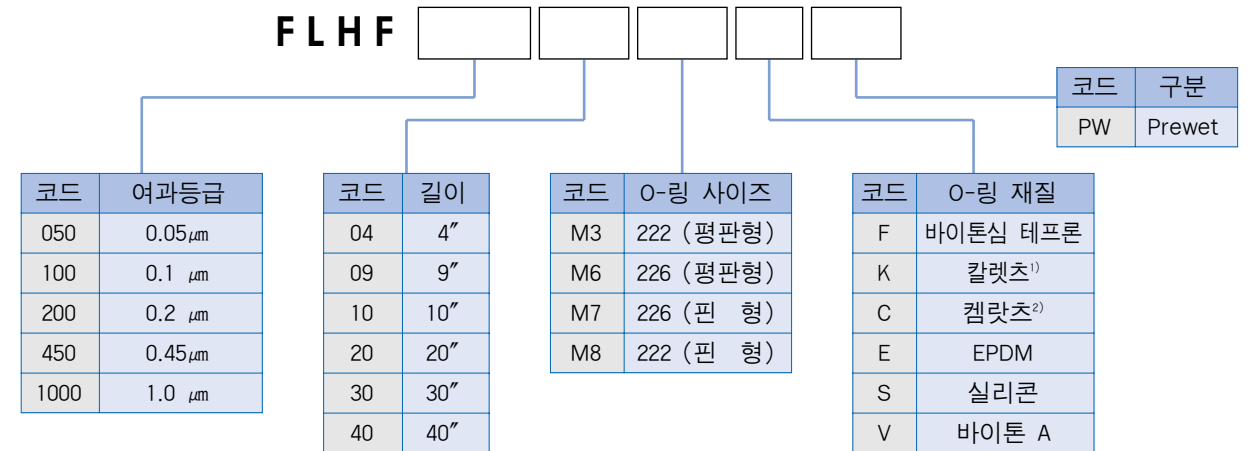 FLHF
코드 구분
PW Prewet
코드 여과등급
050 0.05㎛
100 0.1 ㎛
200 0.2 ㎛
450 0.45㎛
1000 1.0 ㎛
코드 길이
04 4″
09 9″
10 10″
20 20″
30 30″
40 40″
코드 O-링 사이즈
M3 222 (평판형)
M6 226 (평판형)
M7 226 (핀 형)
M8 222 (핀 형)
코드 O-링 재질
F 바이톤심 테프론
K 칼렛츠¹⁾
C 켐랏츠²⁾
E EPDM
S 실리콘
V 바이톤 A